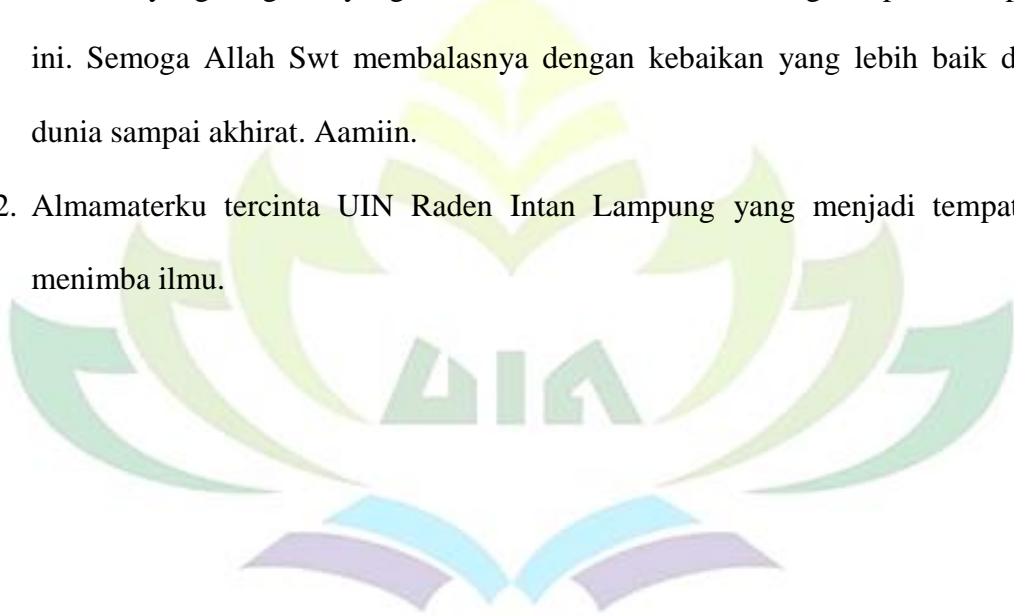 ini. Semoga Allah Swt membalasnya dengan kebaikan yang lebih baik d
dunia sampai akhirat. Aamiin.
2. Almamaterku tercinta UIN Raden Intan Lampung yang menjadi tempat
menimba ilmu.
UIN